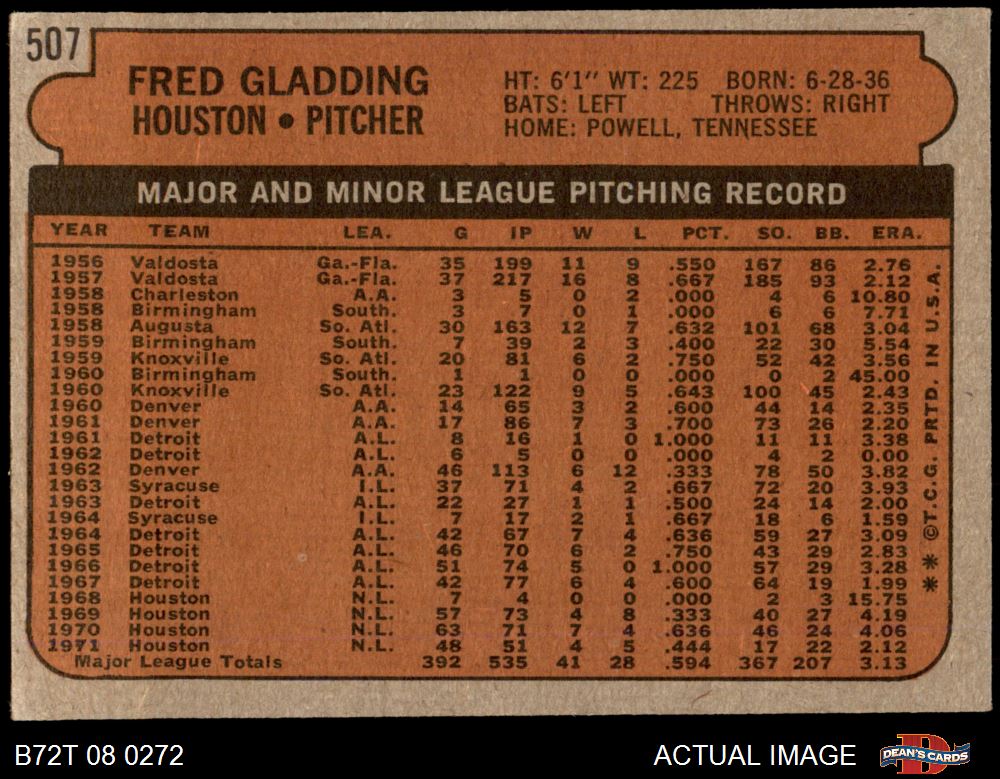 507
FRED GLADDING
HOUSTON • PITCHER
HT: 6'1" WT: 225 BORN: 6-28-36
BATS: LEFT THROWS: RIGHT
HOME: POWELL, TENNESSEE
MAJOR AND MINOR LEAGUE PITCHING RECORD
YEAR TEAM LEA. G IP W L PCT. SO. BB. ERA.
1956 Valdosta Ga.-Fla. 35 199 11 9 .550 167 86 2.76
1957 Valdosta Ga.-Fla. 37 217 16 8 .667 185 93 2.12
1958 Charleston A.A. 3 5 0 2 .000 4 6 10.80
1958 Birmingham South. 3 7 0 1 .000 6 6 7.71
1958 Augusta So. Atl. 30 163 12 7 .632 101 68 3.04
1959 Birmingham South. 7 39 2 3 .400 22 30 5.54
1959 Knoxville So. Atl. 20 81 6 2 .750 52 42 3.56
1960 Birmingham South. 1 1 0 0 .000 0 2 45.00
1960 Knoxville So. Atl. 23 122 9 5 .643 100 45 2.43
1960 Denver A.A. 14 65 3 2 .600 44 14 2.35
1961 Denver A.A. 17 86 7 3 .700 73 26 2.20
1961 Detroit A.L. 8 16 1 0 1.000 11 11 3.38
1962 Detroit A.L. 6 5 0 0 .000 4 2 0.00
1962 Denver A.A. 46 113 6 12 .333 78 50 3.82
1963 Syracuse I.L. 37 71 4 2 .667 72 20 3.93
1963 Detroit A.L. 22 27 1 1 .500 24 14 2.00
1964 Syracuse I.L. 7 17 2 1 .667 18 6 1.59
1964 Detroit A.L. 42 67 7 4 .636 59 27 3.09
1965 Detroit A.L. 46 70 6 2 .750 43 29 2.83
1966 Detroit A.L. 51 74 5 0 1.000 57 29 3.28
1967 Detroit A.L. 42 77 6 4 .600 64 19 1.99
1968 Houston N.L. 7 4 0 0 .000 2 3 15.75
1969 Houston N.L. 57 73 4 8 .333 40 27 4.19
1970 Houston N.L. 63 71 7 4 .636 46 24 4.06
1971 Houston N.L. 48 51 4 5 .444 17 22 2.12
Major League Totals 392 535 41 28 .594 367 207 3.13
** ©T.C.G. PRTD. IN U.S.A.
B72T 08 0272
ACTUAL IMAGE
DEAN'S CARDS